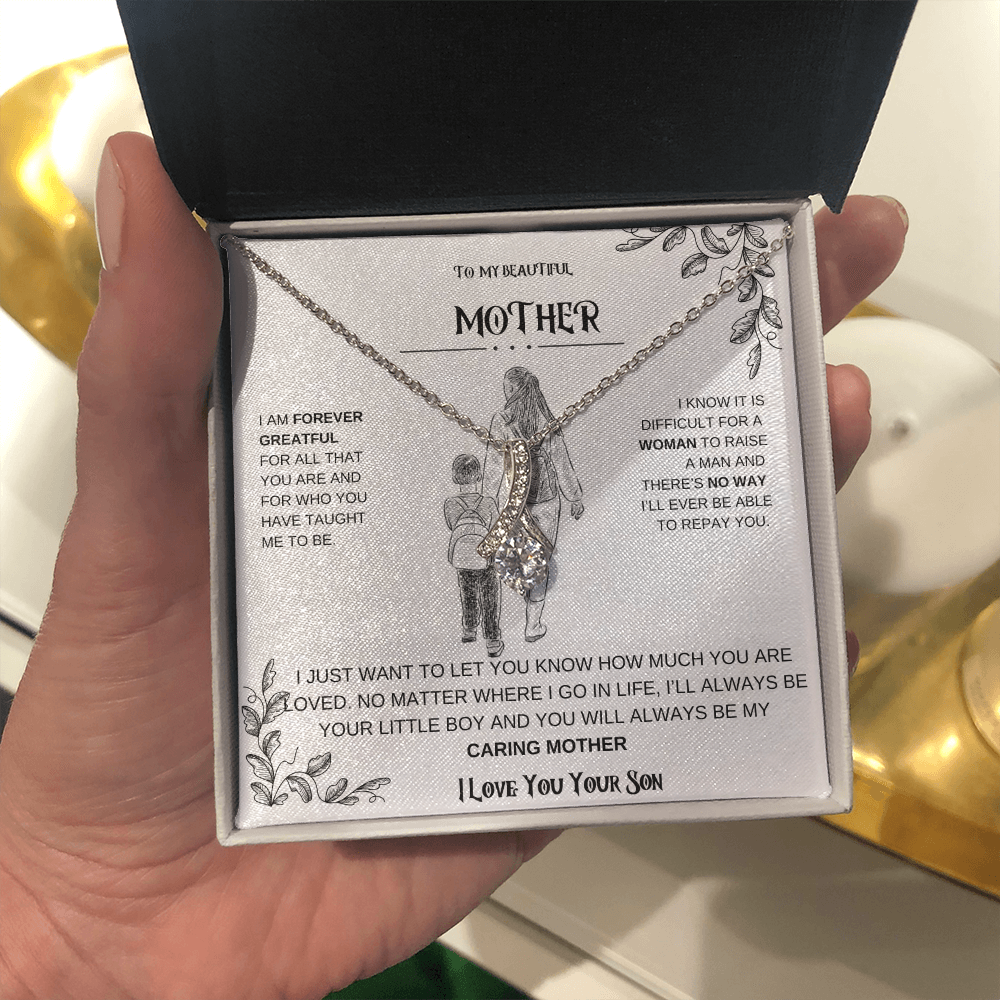 TO MY BEAUTIFUL
MOTHER
I AM FOREVER
GREATFUL
FOR ALL THAT
YOU ARE AND
FOR WHO YOU
HAVE TAUGHT
ME TO BE.
I KNOW IT IS
DIFFICULT FOR A
WOMAN TO RAISE
A MAN AND
THERE'S NO WAY
I'LL EVER BE ABLE
TO REPAY YOU.
I JUST WANT TO LET YOU KNOW HOW MUCH YOU ARE
LOVED. NO MATTER WHERE I GO IN LIFE, I'LL ALWAYS BE
YOUR LITTLE BOY AND YOU WILL ALWAYS BE MY
CARING MOTHER
I LOVE YOU YOUR SON